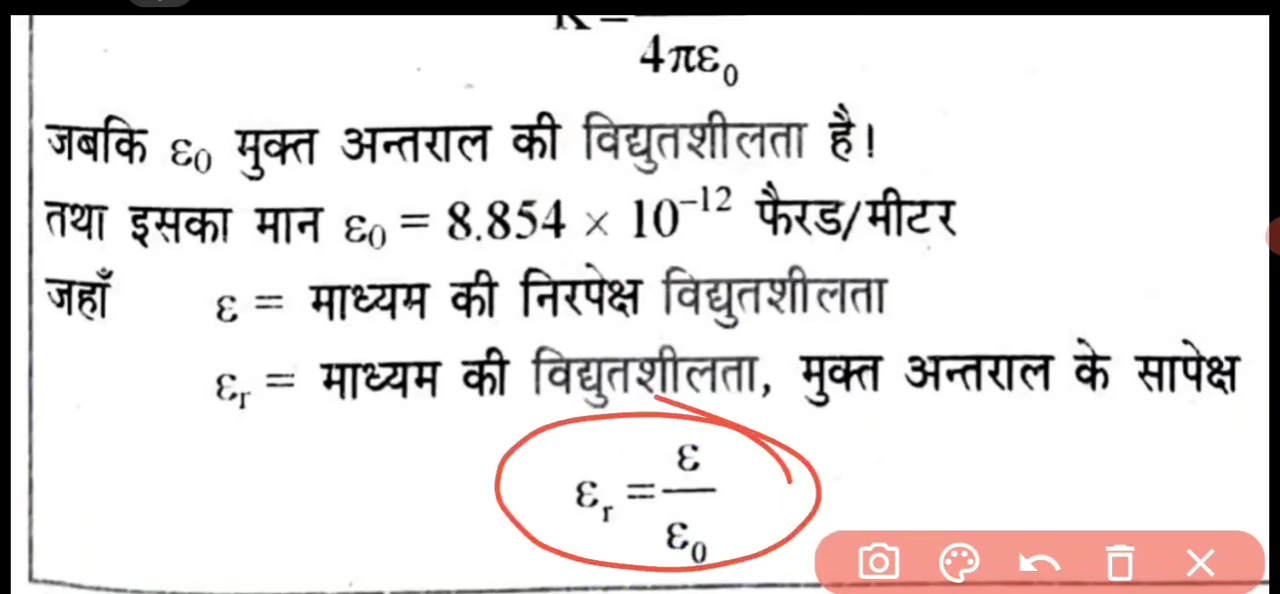 K =
4πε₀
जबकि ε₀ मुक्त अन्तराल की विद्युतशीलता है।
तथा इसका मान ε₀ = 8.854 × 10⁻¹² फैरड/मीटर
जहाँ ε = माध्यम की निरपेक्ष विद्युतशीलता
εᵣ = माध्यम की विद्युतशीलता, मुक्त अन्तराल के सापेक्ष
εᵣ = ε / ε₀